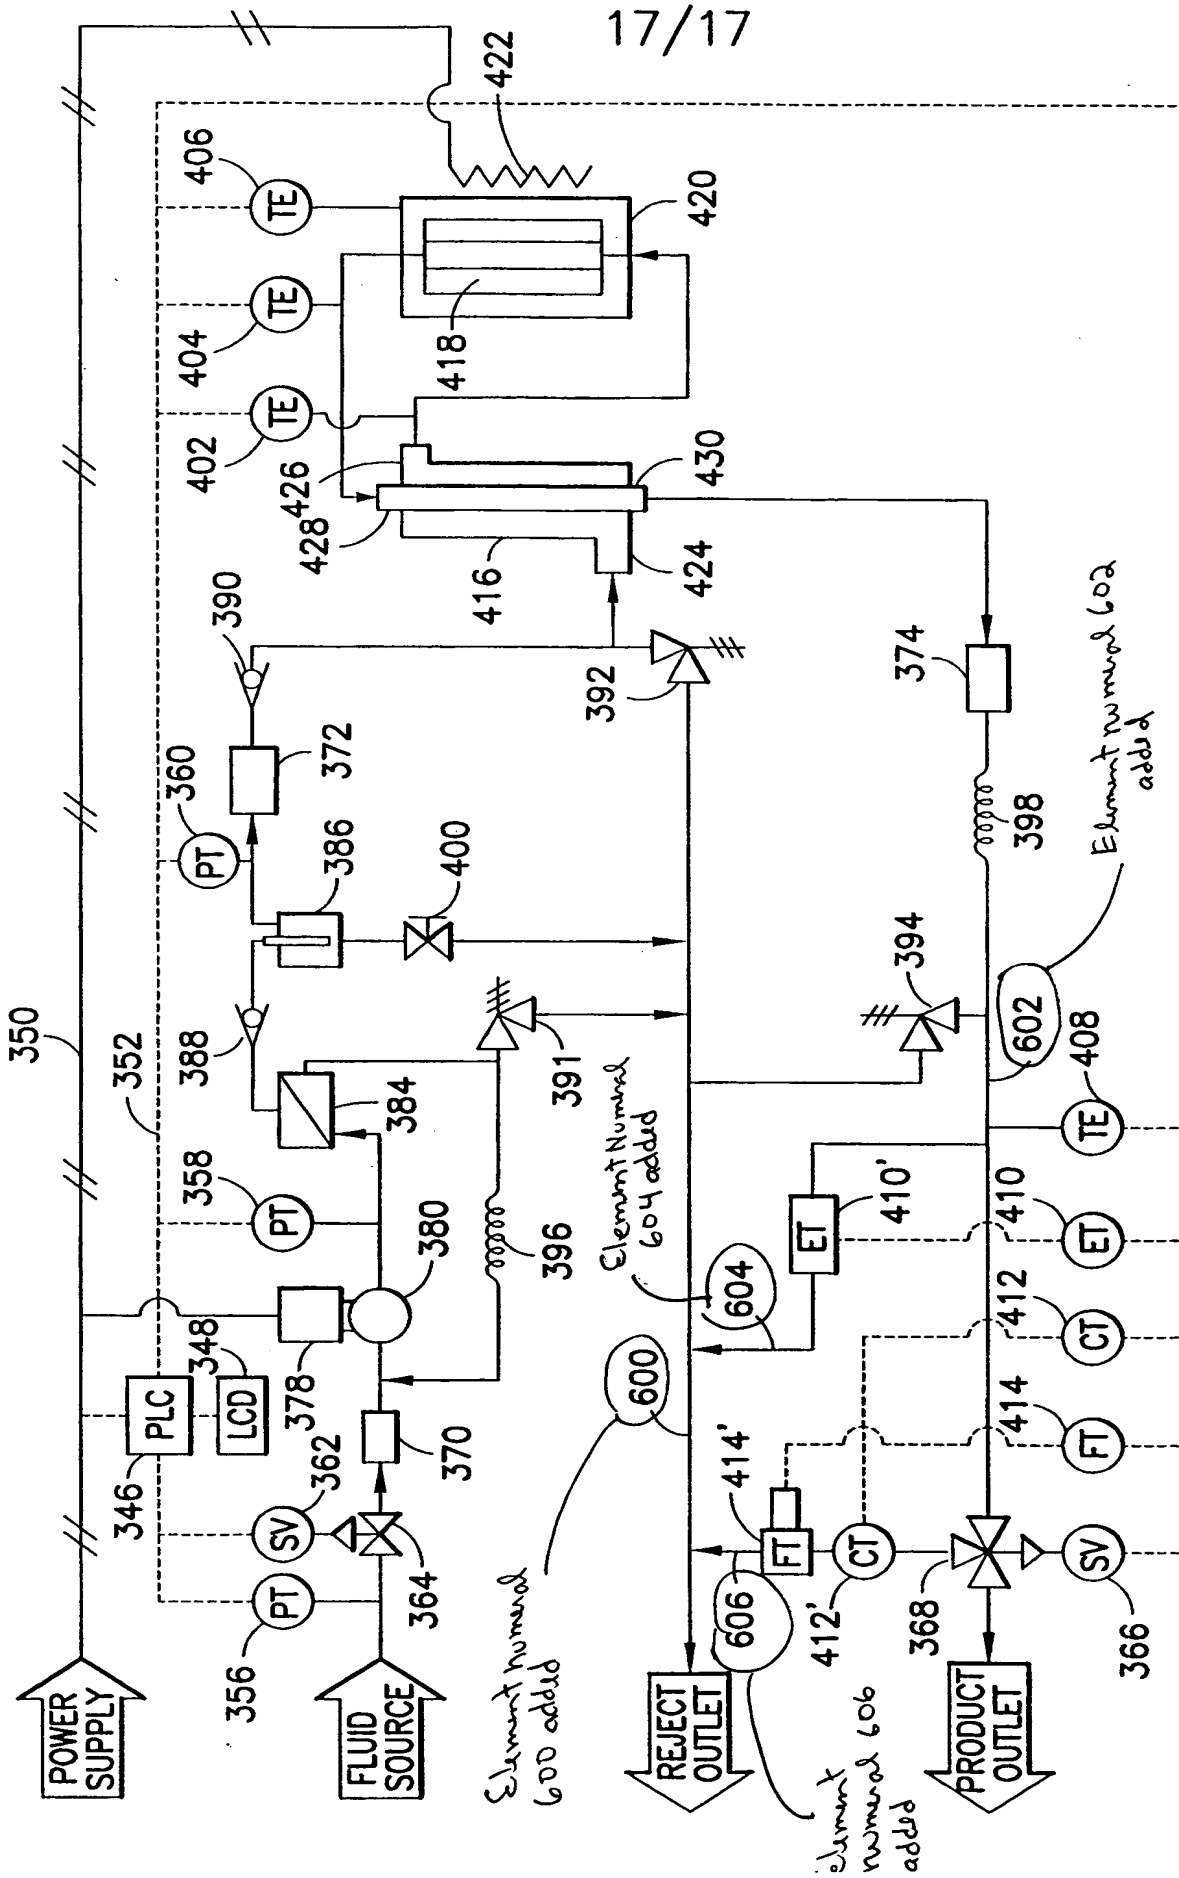 17/17
350
352
POWER
SUPPLY
FLUID
SOURCE
REJECT
OUTLET
PRODUCT
OUTLET
PT
356
SV
362
364
PLC
346
LCD
348
370
378
380
PT
358
384
388
386
PT
360
372
390
400
391
396
392
TE
402
TE
404
TE
406
422
420
418
426
428
416
430
424
374
398
394
602
Element numeral 602
added
TE
408
ET
410'
ET
410
CT
412
FT
414
604
Element Numeral
604 added
600
Element numeral
600 added
FT
414'
CT
412'
606
element
numeral 606
added
368
SV
366